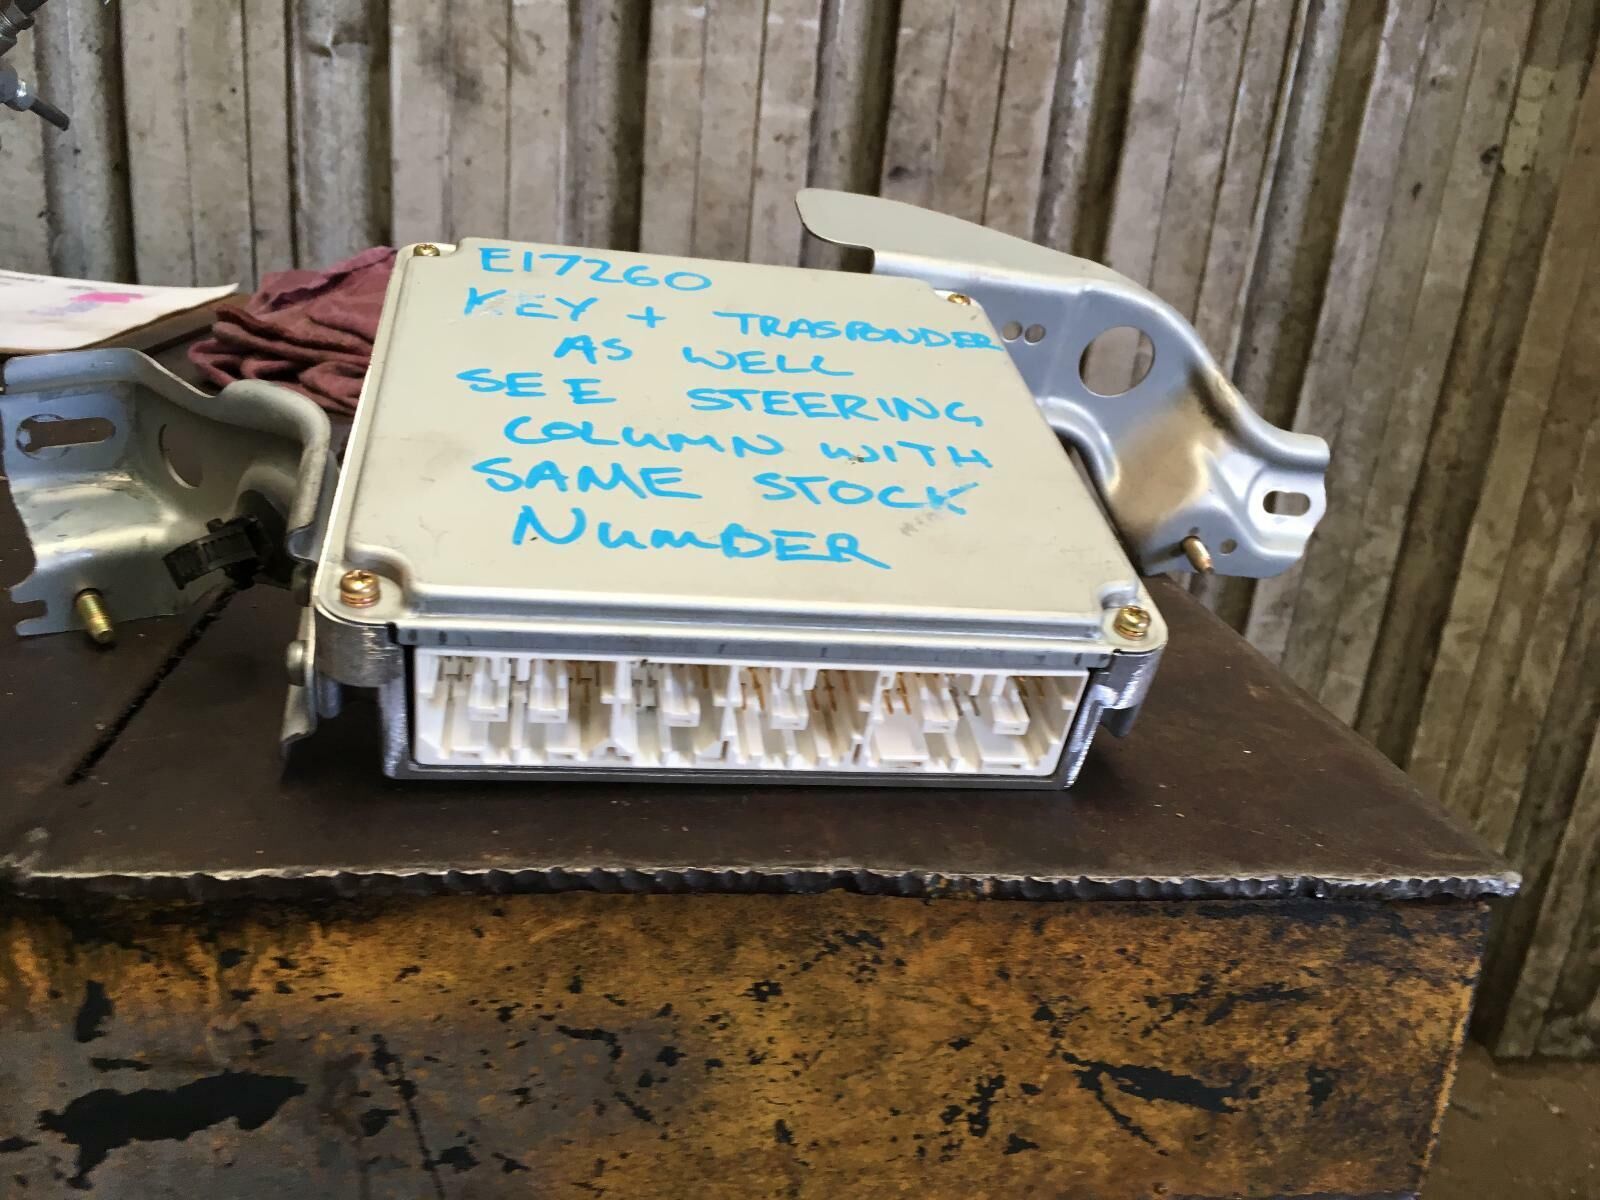 E17260
KEY + TRASPONDER
AS WELL
SEE STEERING
COLUMN WITH
SAME STOCK
NUMBER